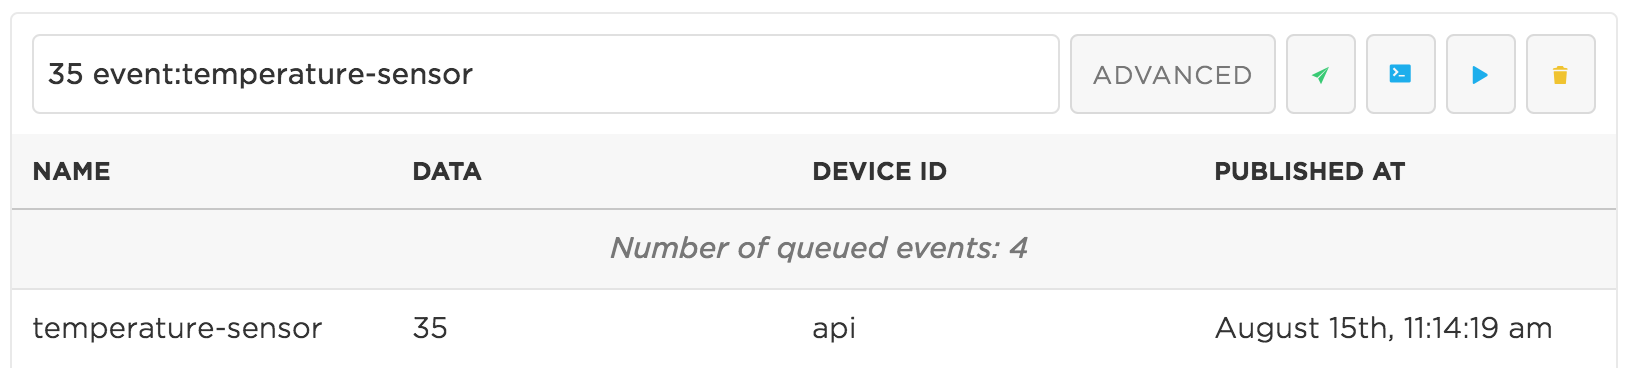 35 event:temperature-sensor ADVANCED
NAME DATA DEVICE ID PUBLISHED AT
Number of queued events: 4
temperature-sensor 35 api August 15th, 11:14:19 am